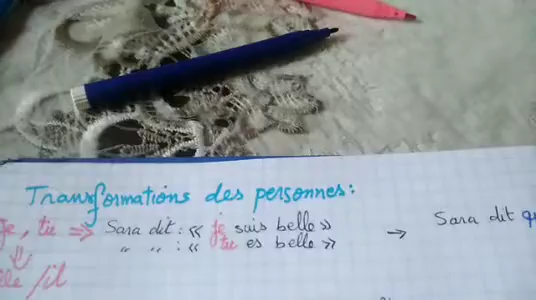 Transformations des personnes:
je, tu ⇒ Sara dit: « je suis belle » → Sara dit
" " : « tu es belle »
elle /il